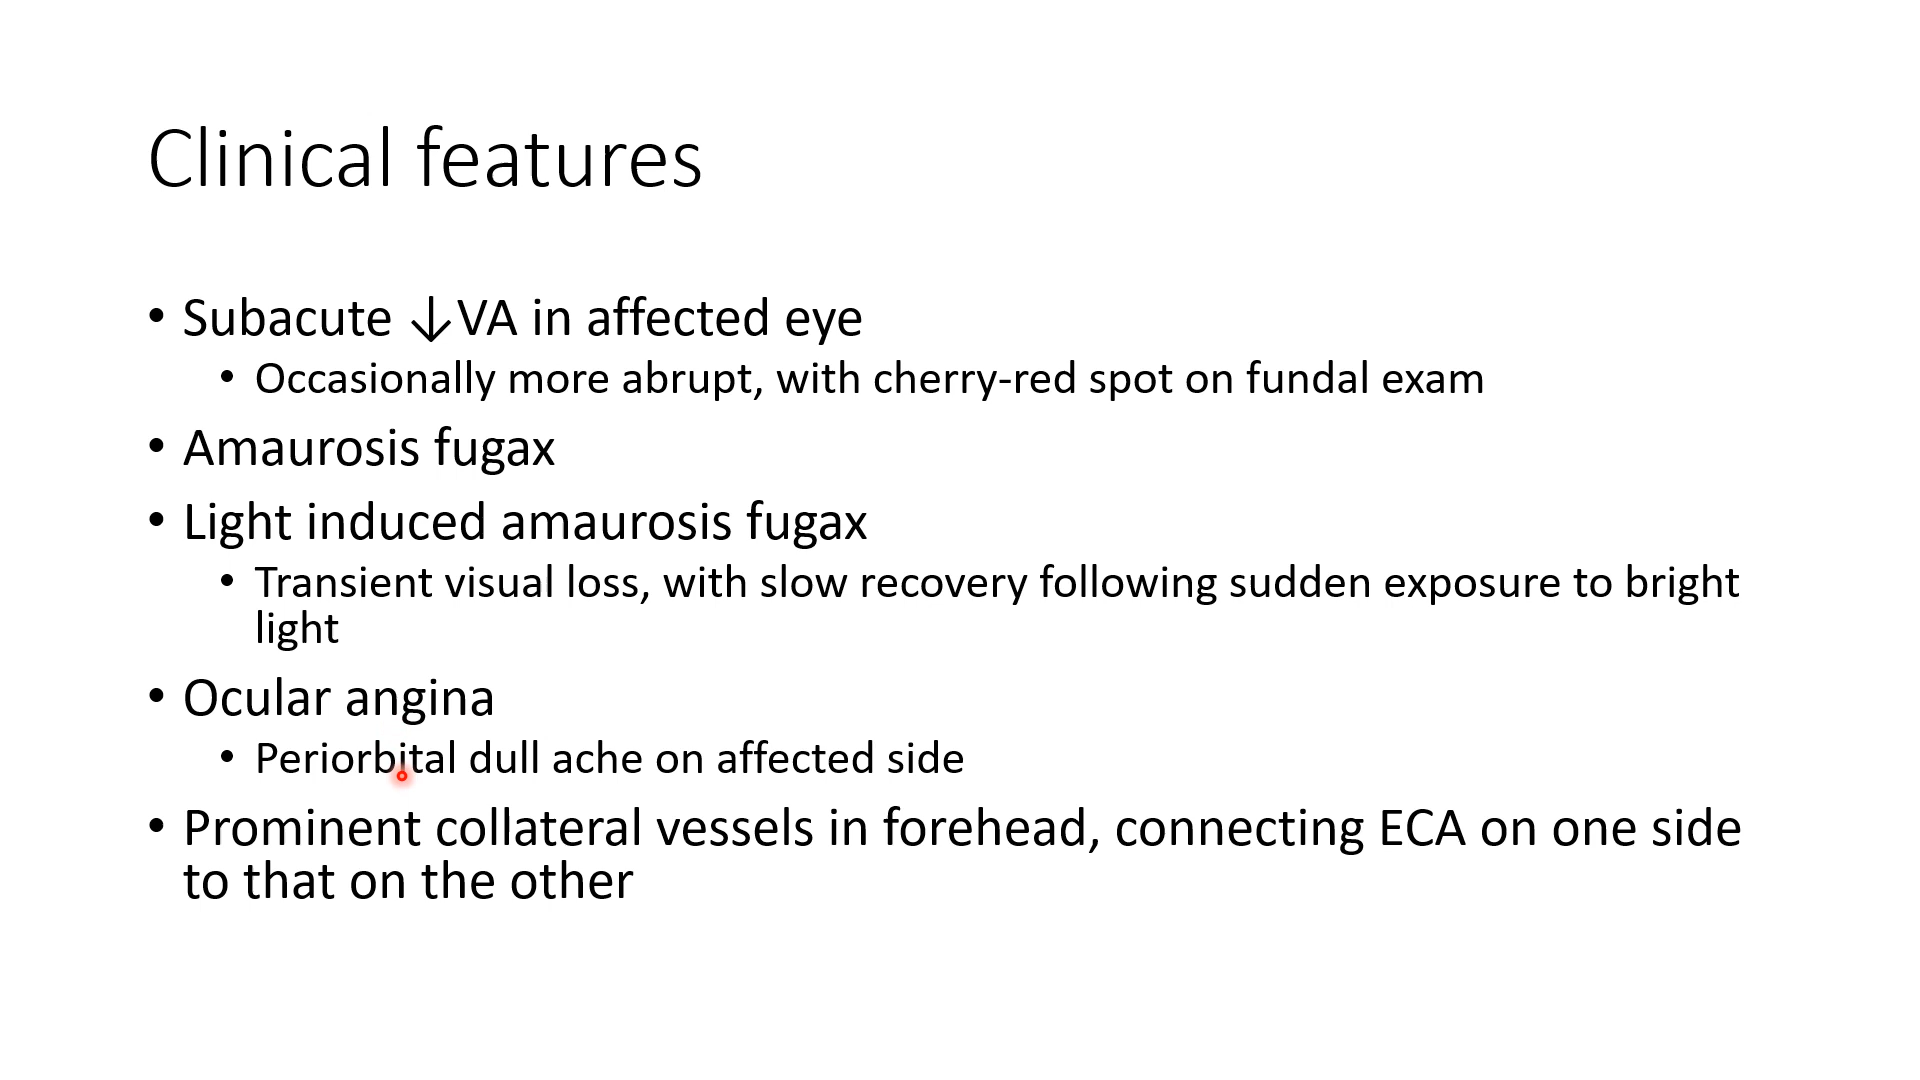 Clinical features
• Subacute ↓VA in affected eye
• Occasionally more abrupt, with cherry-red spot on fundal exam
• Amaurosis fugax
• Light induced amaurosis fugax
• Transient visual loss, with slow recovery following sudden exposure to bright
light
• Ocular angina
• Periorbital dull ache on affected side
• Prominent collateral vessels in forehead, connecting ECA on one side
to that on the other